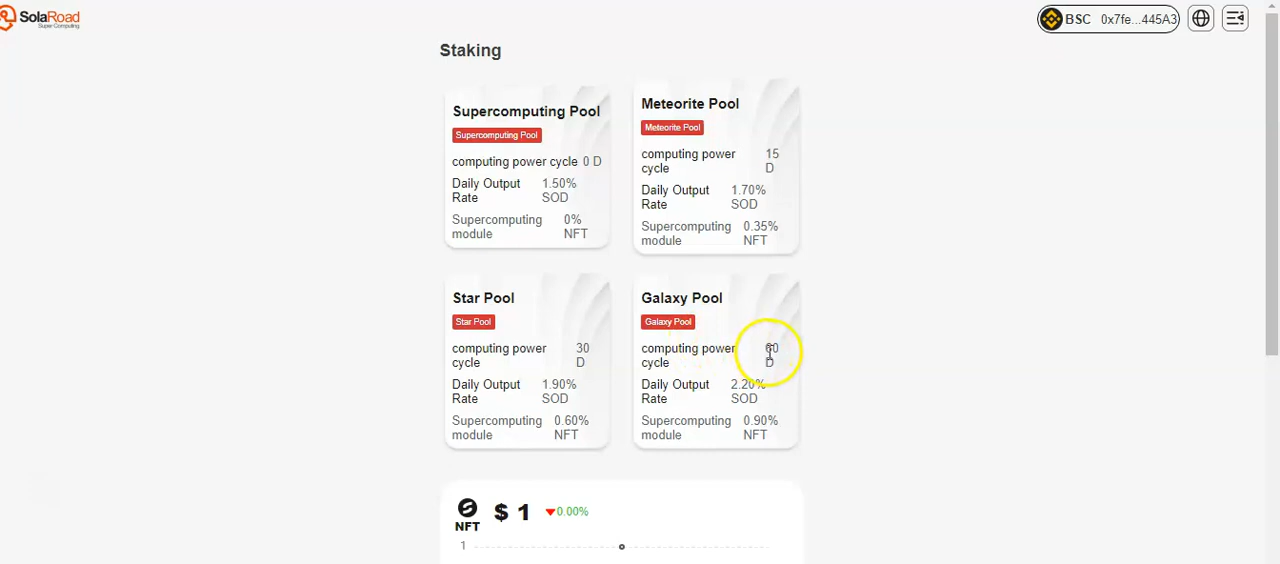 SolaRoad
Super Computing
BSC 0x7fe...445A3
Staking
Supercomputing Pool
Supercomputing Pool
computing power cycle 0 D
Daily Output Rate 1.50% SOD
Supercomputing module 0% NFT
Meteorite Pool
Meteorite Pool
computing power cycle 15 D
Daily Output Rate 1.70% SOD
Supercomputing module 0.35% NFT
Star Pool
Star Pool
computing power cycle 30 D
Daily Output Rate 1.90% SOD
Supercomputing module 0.60% NFT
Galaxy Pool
Galaxy Pool
computing power cycle 60 D
Daily Output Rate 2.20% SOD
Supercomputing module 0.90% NFT
NFT
$ 1
0.00%
1